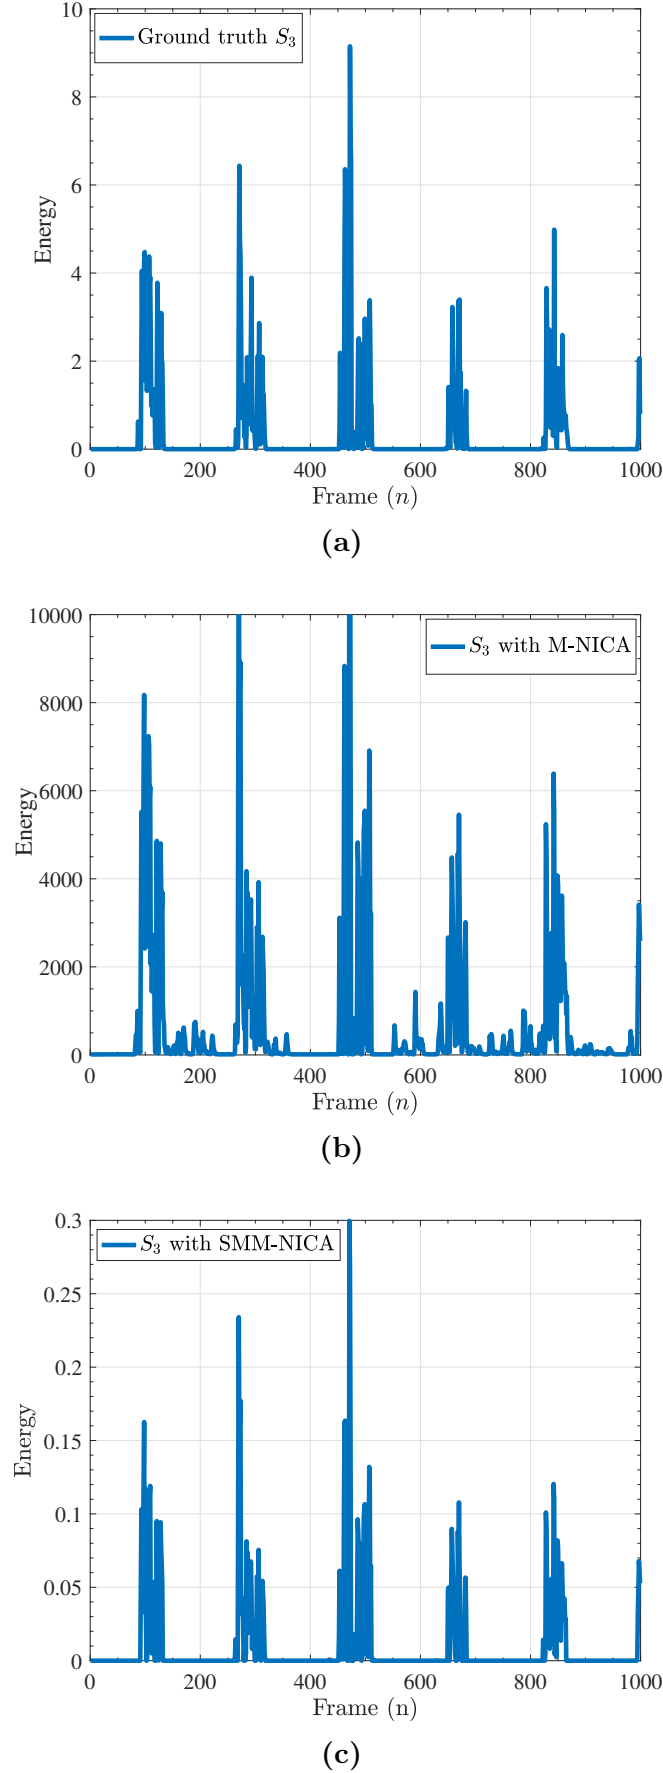 10
Ground truth S₃
8
6
Energy
4
2
0
0 200 400 600 800 1000
Frame (n)
(a)
10000
S₃ with M-NICA
8000
6000
Energy
4000
2000
0
0 200 400 600 800 1000
Frame (n)
(b)
0.3
S₃ with SMM-NICA
0.25
0.2
0.15
Energy
0.1
0.05
0
0 200 400 600 800 1000
Frame (n)
(c)